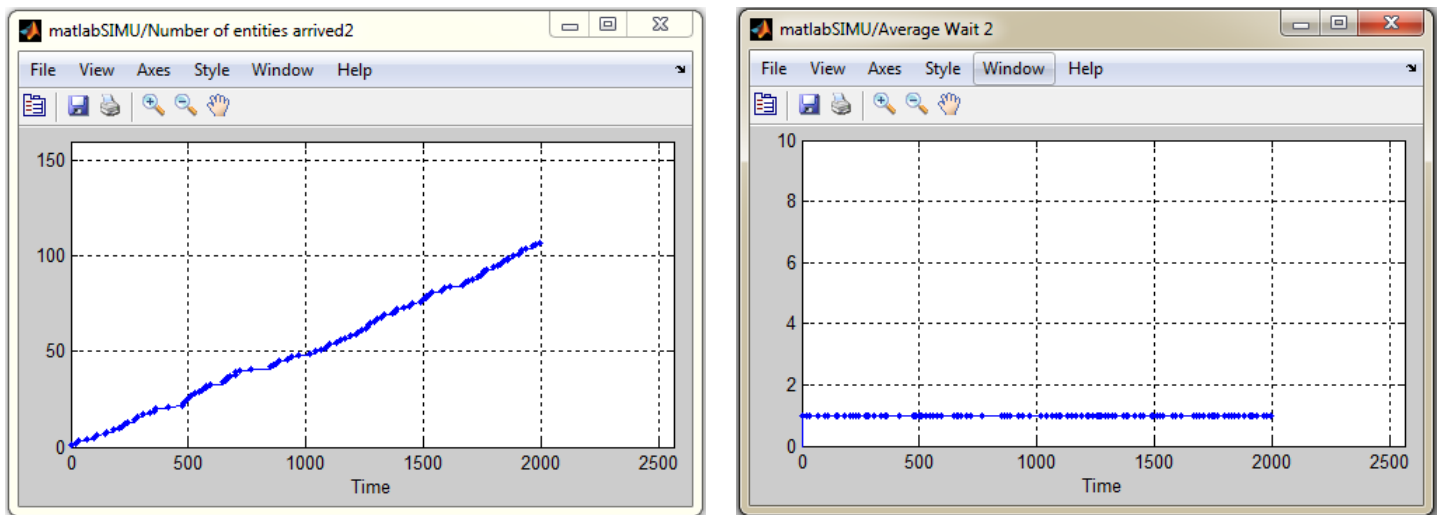 matlabSIMU/Number of entities arrived2
File View Axes Style Window Help
150
100
50
0
0 500 1000 1500 2000 2500
Time
matlabSIMU/Average Wait 2
File View Axes Style Window Help
10
8
6
4
2
0
0 500 1000 1500 2000 2500
Time